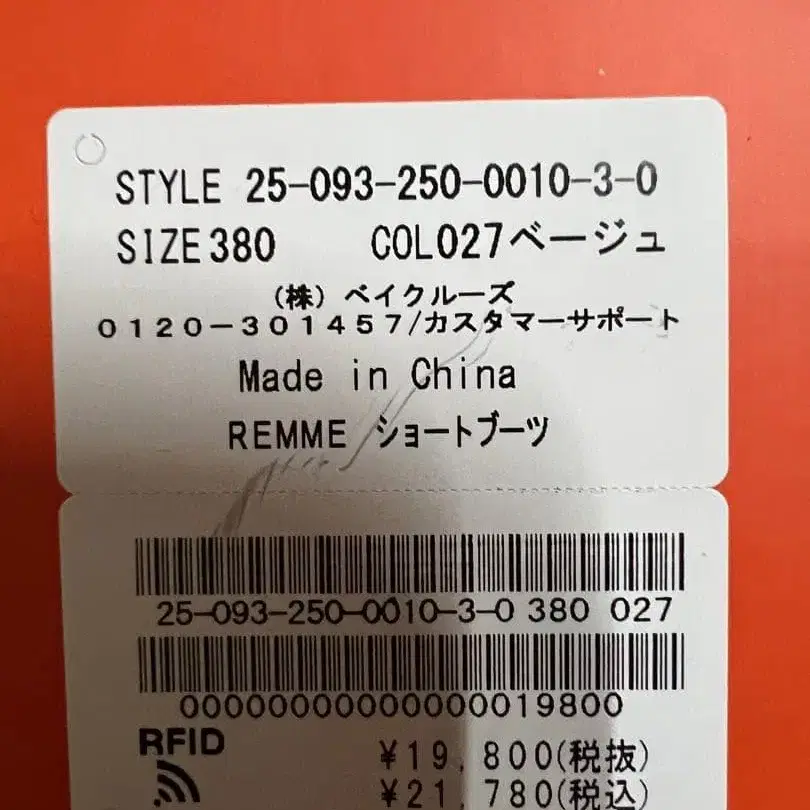 STYLE 25-093-250-0010-3-0
SIZE380 COL027ベージュ
(株) ベイクルーズ
0120-301457/カスタマーサポート
Made in China
REMME ショートブーツ
25-093-250-0010-3-0 380 027
00000000000000019800
RFID
¥19,800(税抜)
¥21,780(税込)